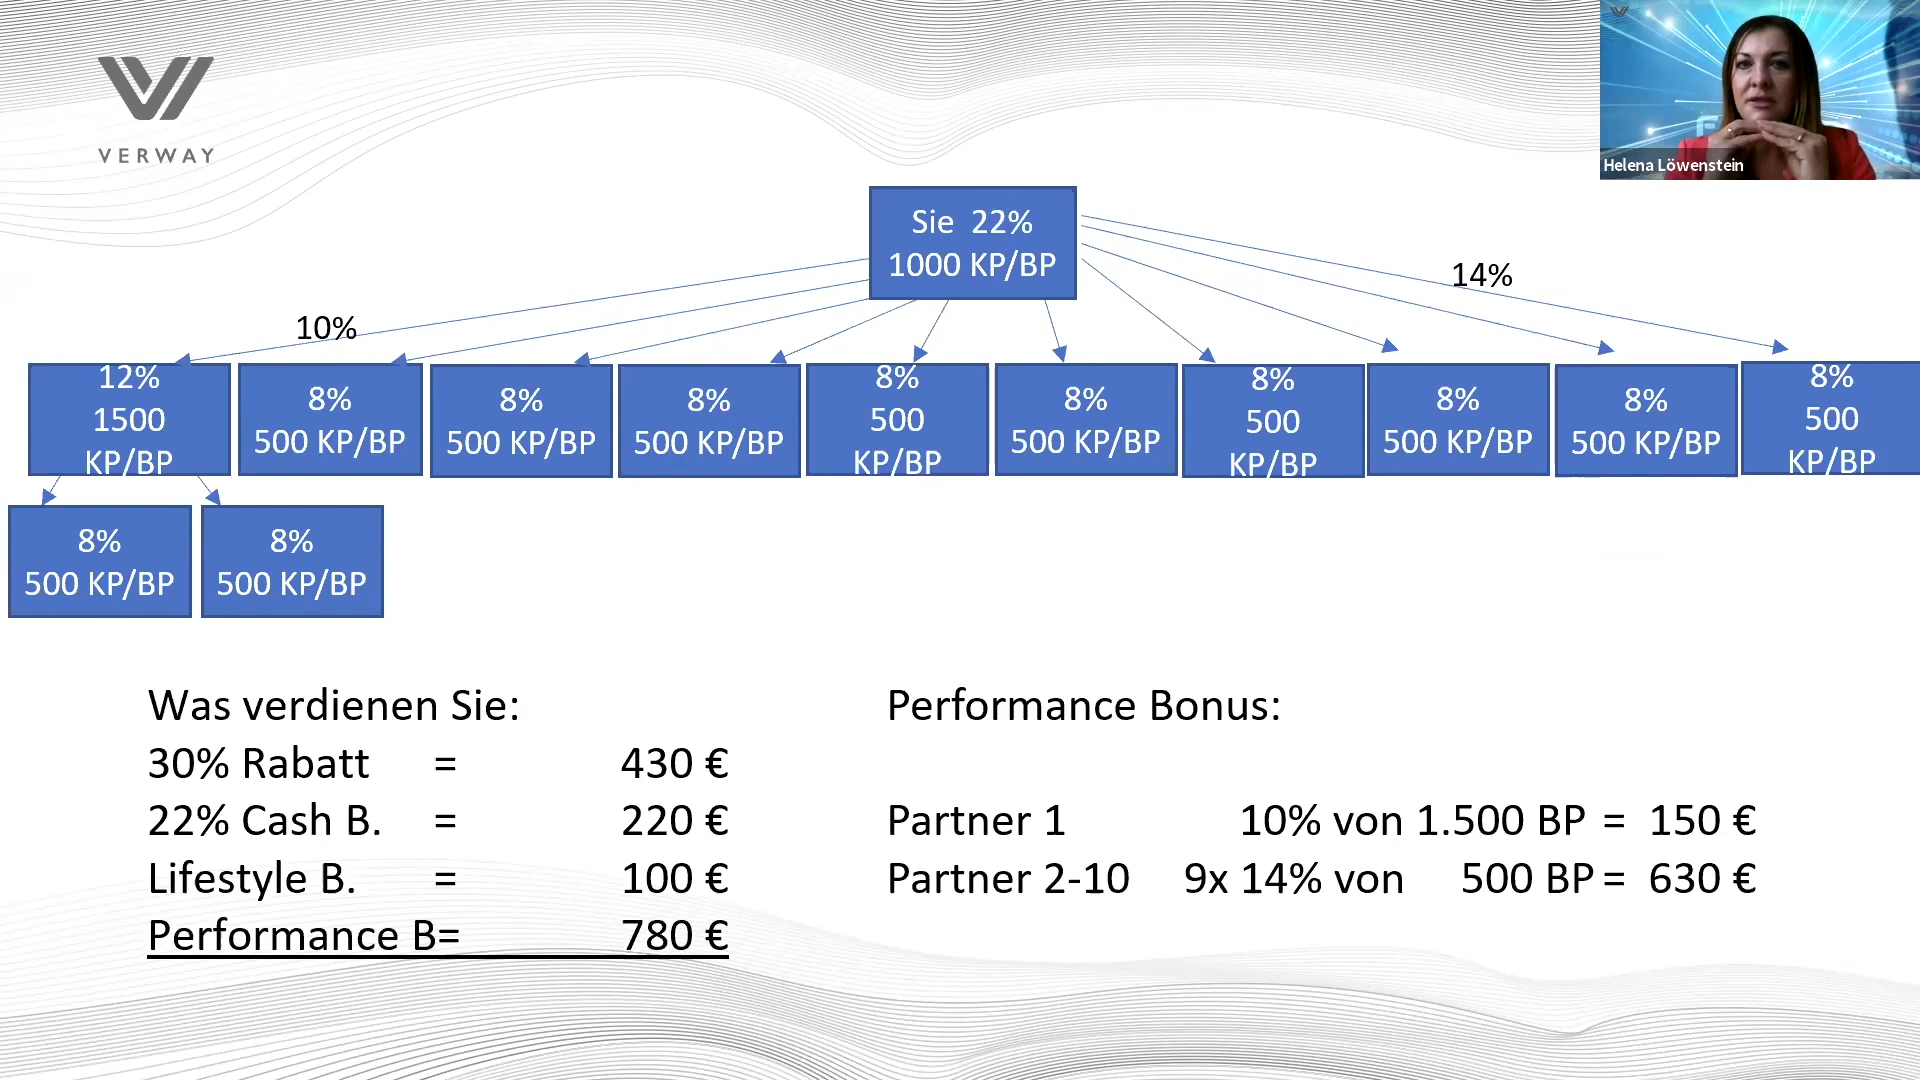 VERWAY
Helena Löwenstein
Sie 22%
1000 KP/BP
14%
10%
12%
1500
KP/BP
8%
500 KP/BP
8%
500 KP/BP
8%
500 KP/BP
8%
500
KP/BP
8%
500 KP/BP
8%
500
KP/BP
8%
500 KP/BP
8%
500 KP/BP
8%
500
KP/BP
8%
500 KP/BP
8%
500 KP/BP
Was verdienen Sie:
30% Rabatt = 430 €
22% Cash B. = 220 €
Lifestyle B. = 100 €
Performance B= 780 €
Performance Bonus:
Partner 1 10% von 1.500 BP = 150 €
Partner 2-10 9x 14% von 500 BP = 630 €